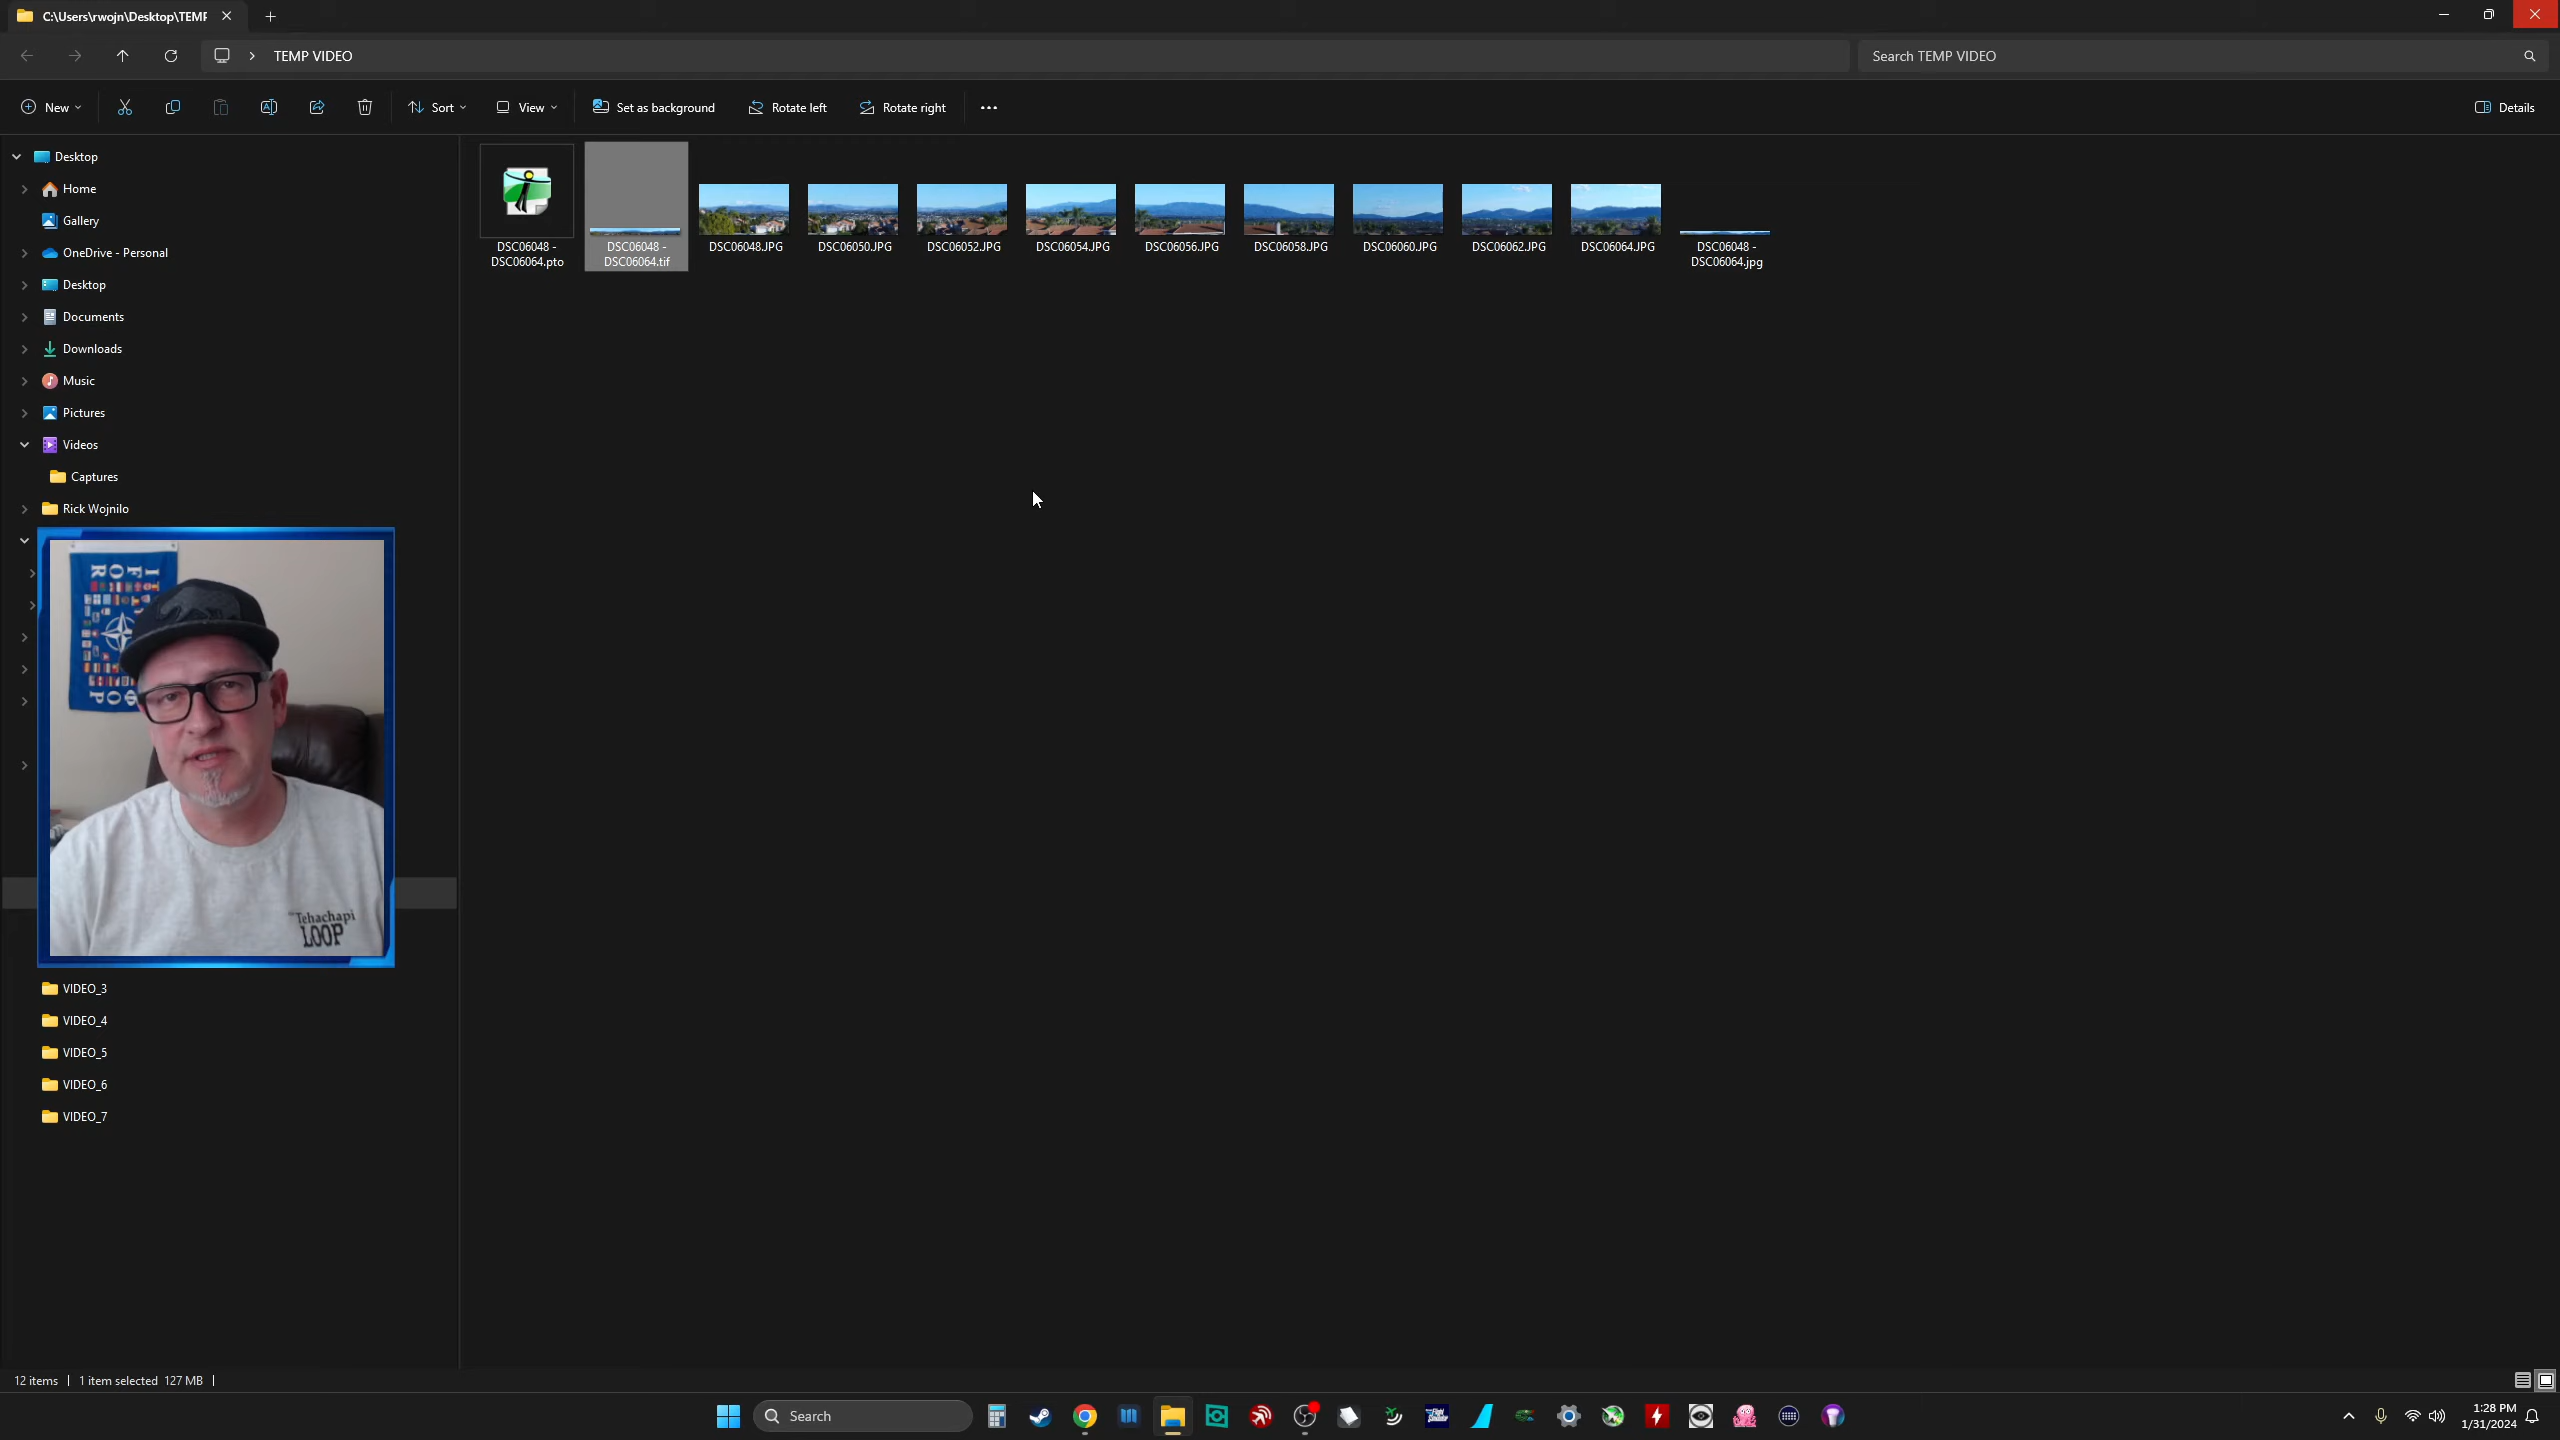 C:\Users\rwojn\Desktop\TEMF
TEMP VIDEO
Search TEMP VIDEO
New
Sort
View
Set as background
Rotate left
Rotate right
Details
Desktop
Home
Gallery
OneDrive - Personal
Desktop
Documents
Downloads
Music
Pictures
Videos
Captures
Rick Wojnilo
VIDEO_3
VIDEO_4
VIDEO_5
VIDEO_6
VIDEO_7
DSC06048 -
DSC06064.pto
DSC06048 -
DSC06064.tif
DSC06048.JPG
DSC06050.JPG
DSC06052.JPG
DSC06054.JPG
DSC06056.JPG
DSC06058.JPG
DSC06060.JPG
DSC06062.JPG
DSC06064.JPG
DSC06048 -
DSC06064.jpg
IFOR
Tehachapi
LOOP
12 items
1 item selected 127 MB
Search
1:28 PM
1/31/2024